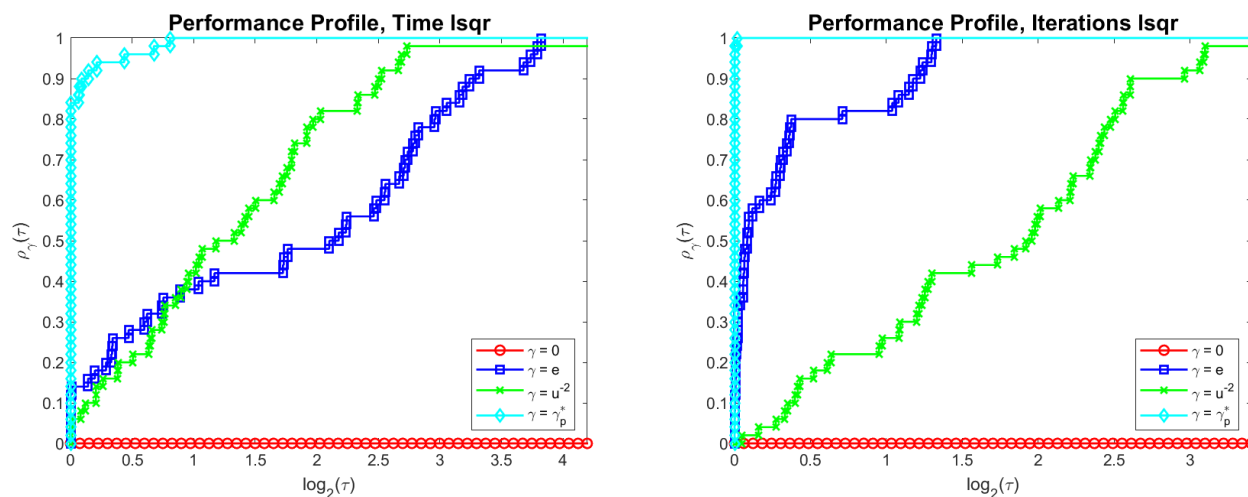 Performance Profile, Time lsqr
1
0.9
0.8
0.7
0.6
0.5
0.4
0.3
0.2
0.1
0
ρ_γ(τ)
0 0.5 1 1.5 2 2.5 3 3.5 4
log₂(τ)
γ = 0
γ = e
γ = u⁻²
γ = γ*_p
Performance Profile, Iterations lsqr
1
0.9
0.8
0.7
0.6
0.5
0.4
0.3
0.2
0.1
0
ρ_γ(τ)
0 0.5 1 1.5 2 2.5 3
log₂(τ)
γ = 0
γ = e
γ = u⁻²
γ = γ*_p